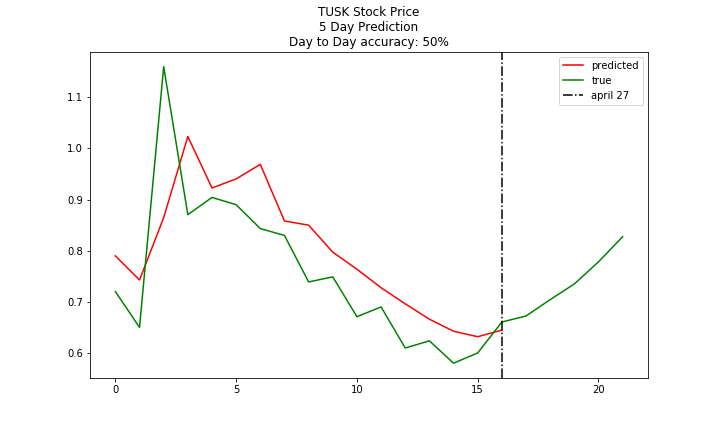 TUSK Stock Price
5 Day Prediction
Day to Day accuracy: 50%
predicted
true
april 27
1.1
1.0
0.9
0.8
0.7
0.6
0 5 10 15 20